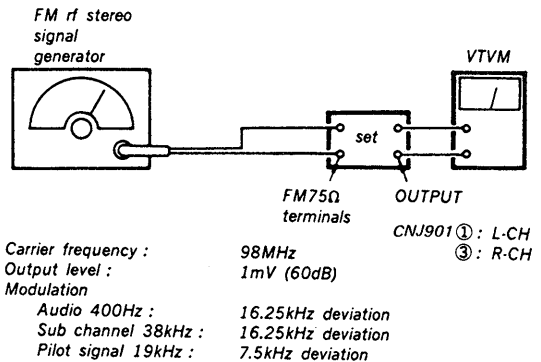 FM rf stereo
signal
generator
VTVM
set
FM75Ω
terminals
OUTPUT
CNJ901 ① : L-CH
③ : R-CH
Carrier frequency : 98MHz
Output level : 1mV (60dB)
Modulation
Audio 400Hz : 16.25kHz deviation
Sub channel 38kHz : 16.25kHz deviation
Pilot signal 19kHz : 7.5kHz deviation